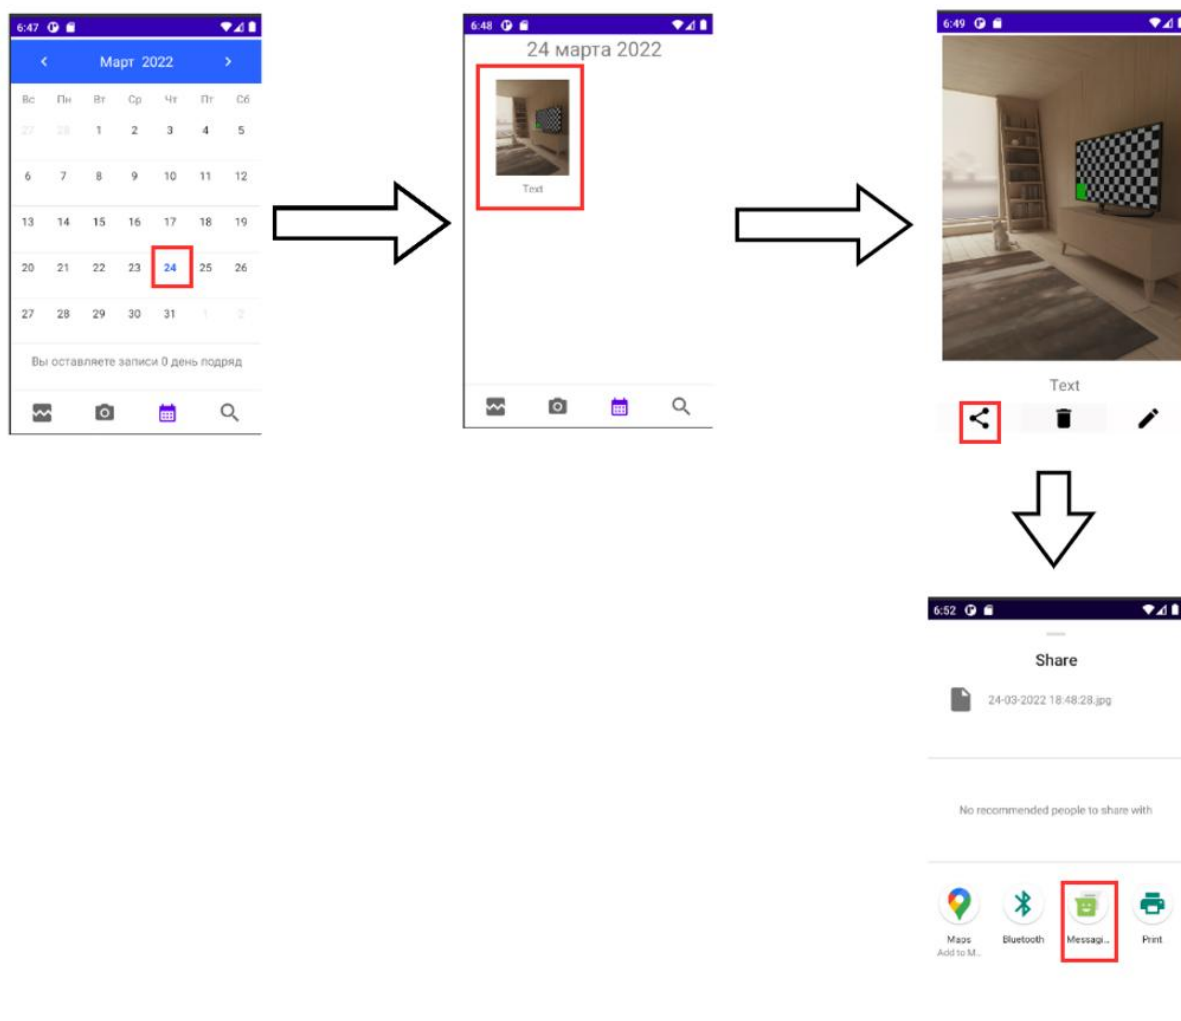 6:47
Март 2022
Вс Пн Вт Ср Чт Пт Сб
27 28 1 2 3 4 5
6 7 8 9 10 11 12
13 14 15 16 17 18 19
20 21 22 23 24 25 26
27 28 29 30 31 1 2
Вы оставляете записи 0 день подряд
6:48
24 марта 2022
Text
6:49
Text
6:52
Share
24-03-2022 18:48:28.jpg
No recommended people to share with
Maps Bluetooth Messagi... Print
Add to M...